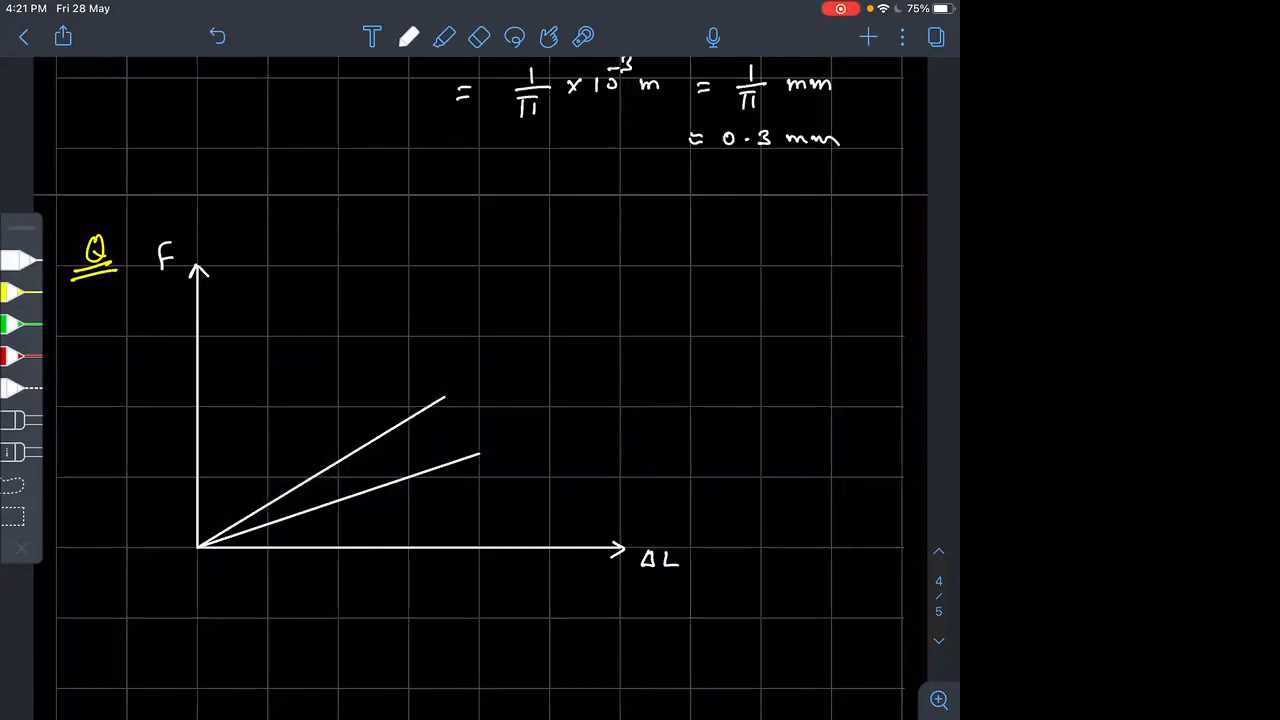 4:21 PM Fri 28 May 75%
T
= 1/π × 10⁻³ m = 1/π mm
≈ 0.3 mm
Q F
ΔL
4
/
5